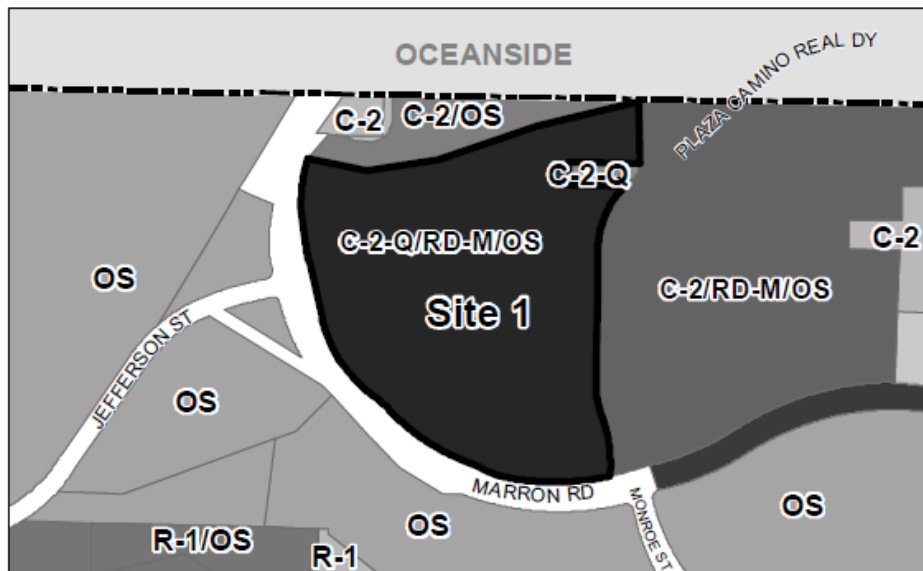 OCEANSIDE
PLAZA CAMINO REAL DY
C-2
C-2/OS
C-2-Q
C-2-Q/RD-M/OS
C-2
OS
C-2/RD-M/OS
Site 1
JEFFERSON ST
OS
MARRON RD
MONROE ST
OS
OS
R-1/OS
R-1